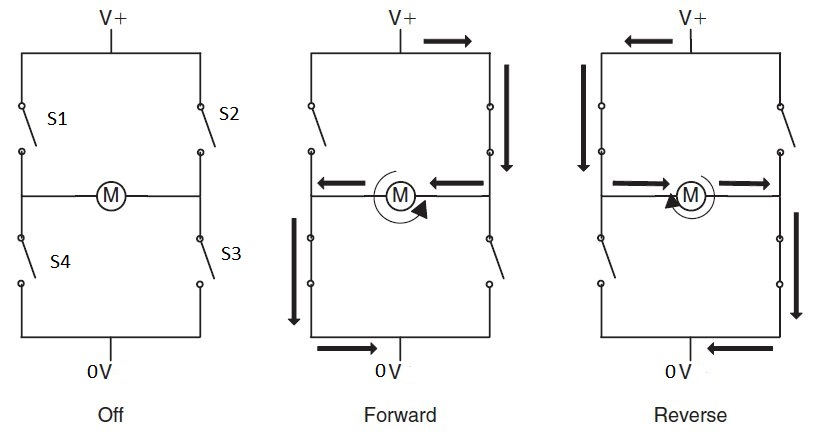 V+ V+ V+
S1 S2
M M M
S4 S3
0V 0V 0V
Off Forward Reverse